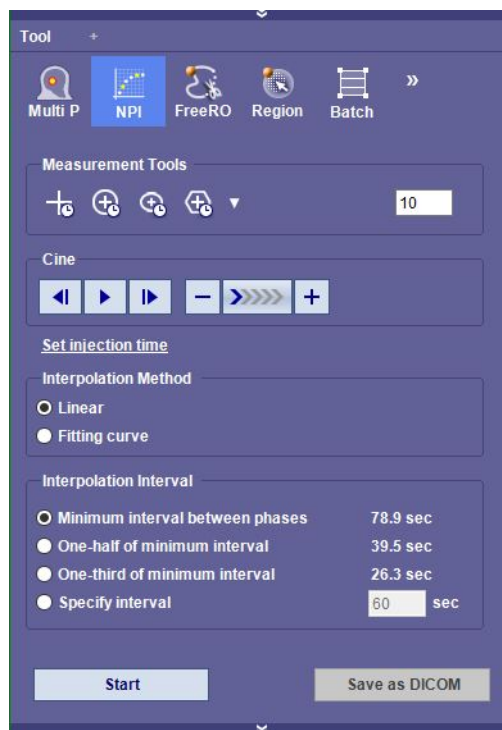 Tool +
Multi P NPI FreeRO Region Batch »
Measurement Tools
10
Cine
Set injection time
Interpolation Method
Linear
Fitting curve
Interpolation Interval
Minimum interval between phases 78.9 sec
One-half of minimum interval 39.5 sec
One-third of minimum interval 26.3 sec
Specify interval 60 sec
Start Save as DICOM